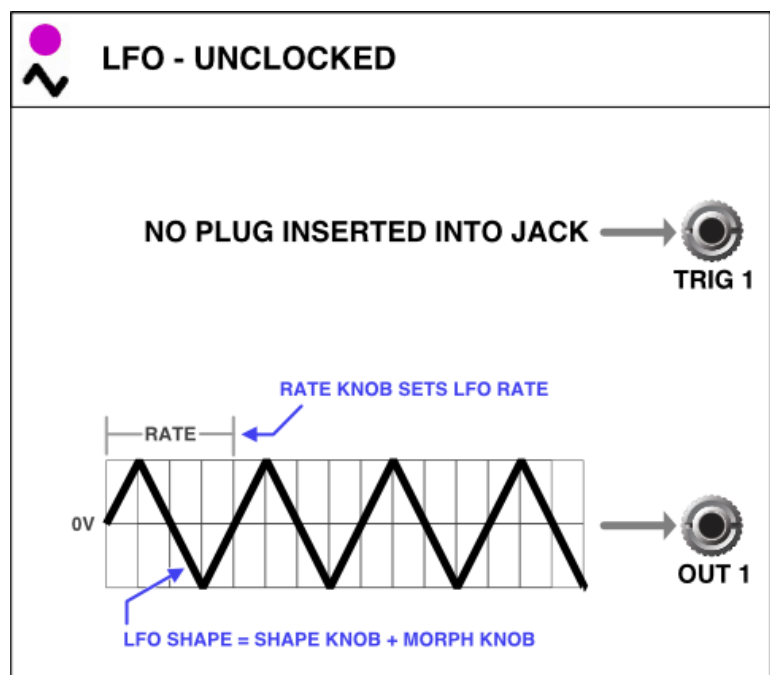 LFO - UNCLOCKED
NO PLUG INSERTED INTO JACK
TRIG 1
RATE KNOB SETS LFO RATE
RATE
0V
OUT 1
LFO SHAPE = SHAPE KNOB + MORPH KNOB